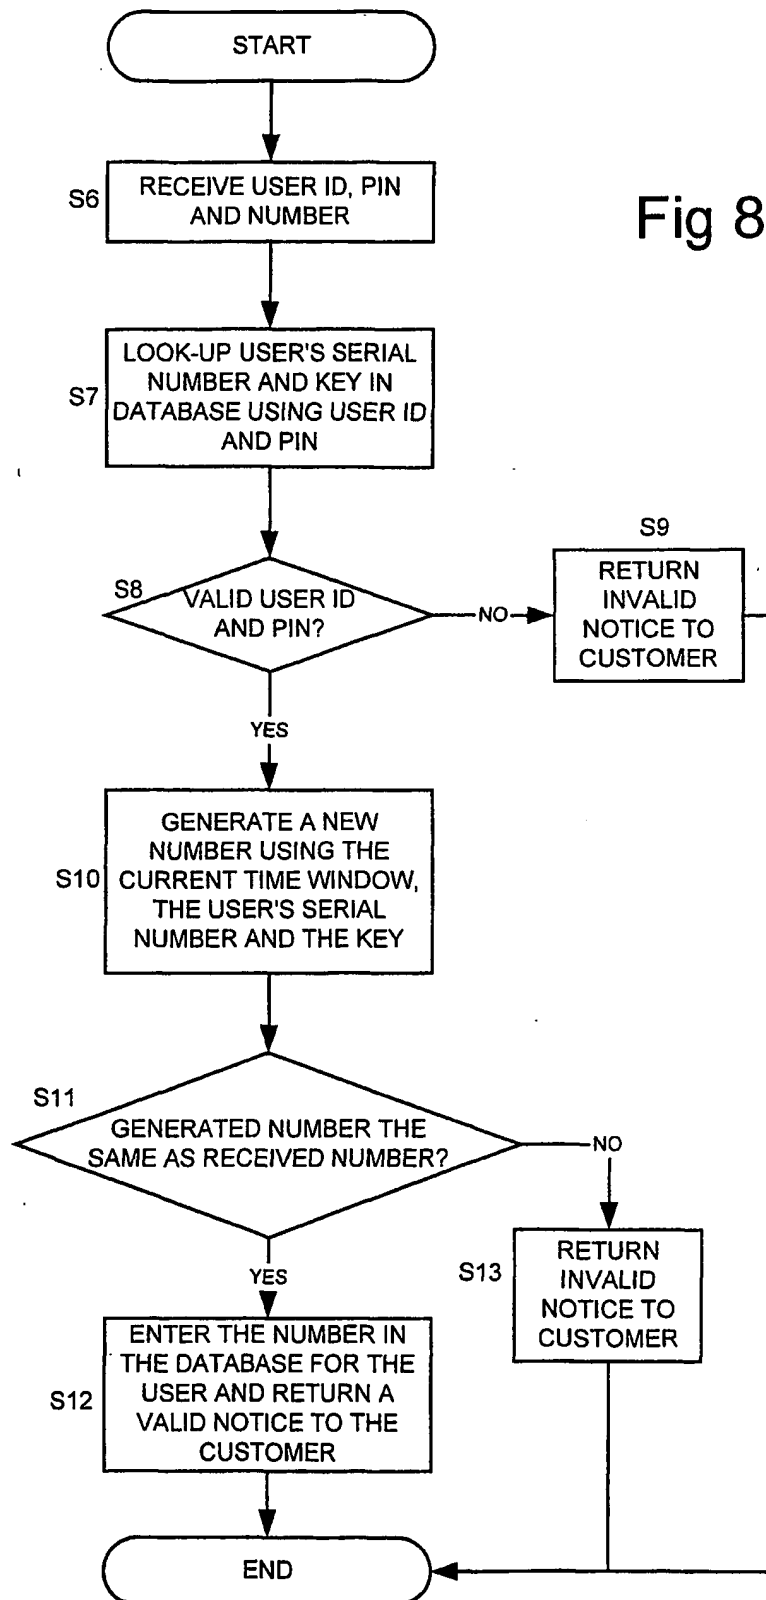 START
S6
RECEIVE USER ID, PIN
AND NUMBER
Fig 8
S7
LOOK-UP USER'S SERIAL
NUMBER AND KEY IN
DATABASE USING USER ID
AND PIN
S8
VALID USER ID
AND PIN?
NO
S9
RETURN
INVALID
NOTICE TO
CUSTOMER
YES
S10
GENERATE A NEW
NUMBER USING THE
CURRENT TIME WINDOW,
THE USER'S SERIAL
NUMBER AND THE KEY
S11
GENERATED NUMBER THE
SAME AS RECEIVED NUMBER?
NO
S13
RETURN
INVALID
NOTICE TO
CUSTOMER
YES
S12
ENTER THE NUMBER IN
THE DATABASE FOR THE
USER AND RETURN A
VALID NOTICE TO THE
CUSTOMER
END